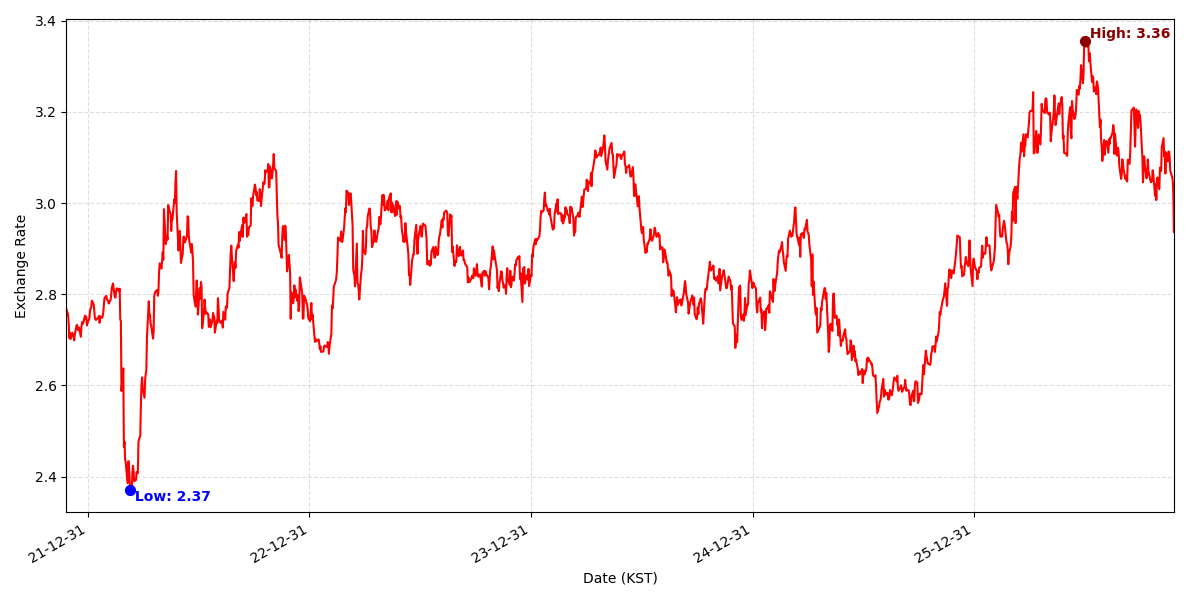 3.4
3.2
3.0
2.8
2.6
2.4
Exchange Rate
High: 3.36
Low: 2.37
21-12-31
22-12-31
23-12-31
24-12-31
25-12-31
Date (KST)